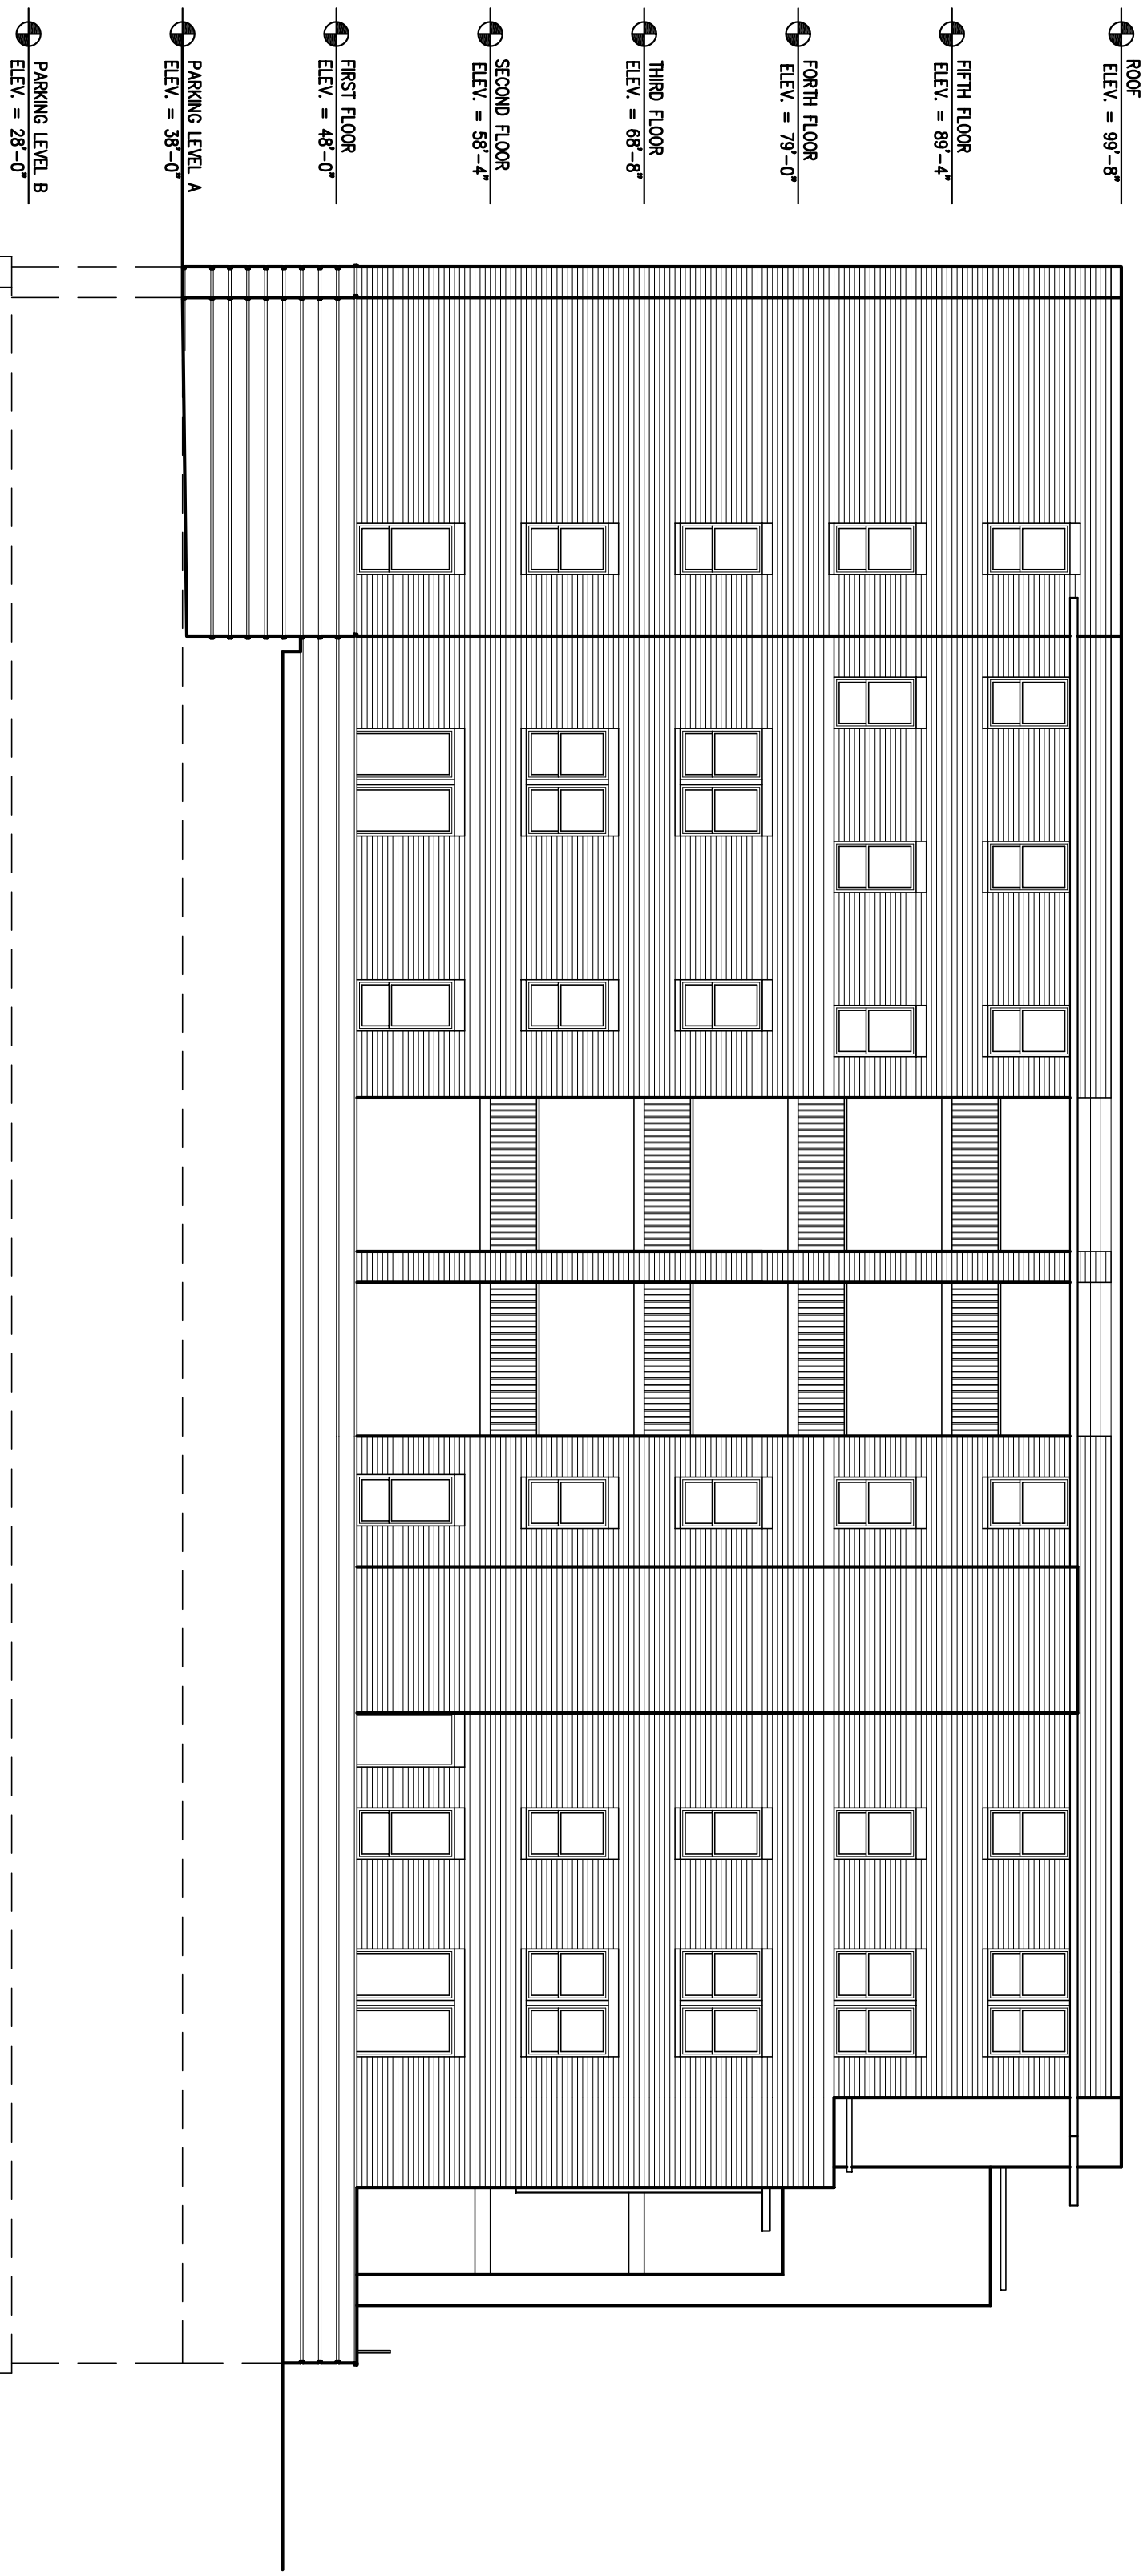 ROOF
ELEV. = 99'-8"
FIFTH FLOOR
ELEV. = 89'-4"
FORTH FLOOR
ELEV. = 79'-0"
THIRD FLOOR
ELEV. = 68'-8"
SECOND FLOOR
ELEV. = 58'-4"
FIRST FLOOR
ELEV. = 48'-0"
PARKING LEVEL A
ELEV. = 38'-0"
PARKING LEVEL B
ELEV. = 28'-0"